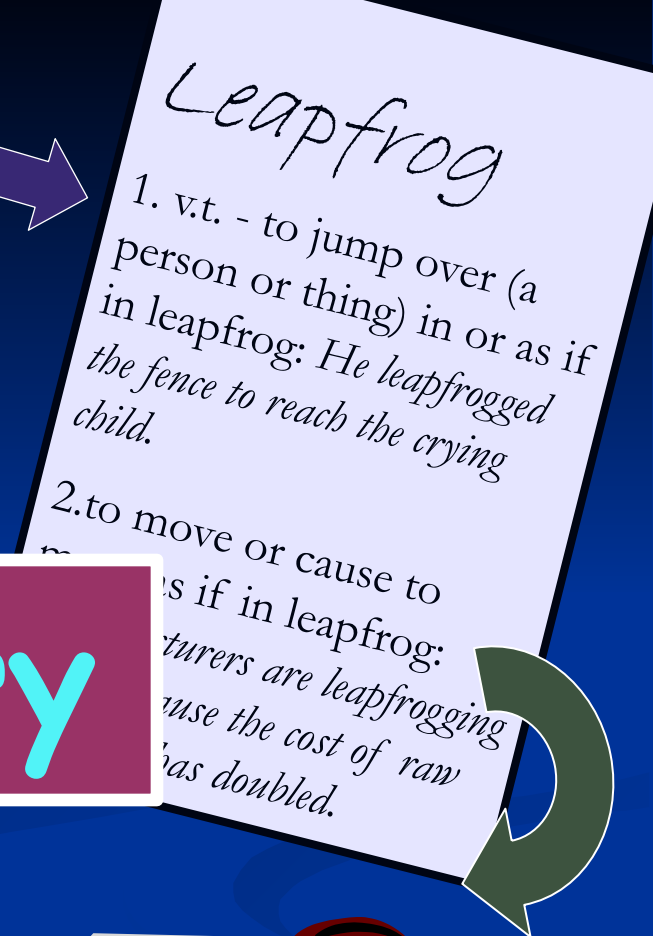 Leapfrog
1. v.t. - to jump over (a
person or thing) in or as if
in leapfrog: He leapfrogged
the fence to reach the crying
child.
2.to move or cause to
as if in leapfrog:
are leapfrogging
the cost of raw
has doubled.
y